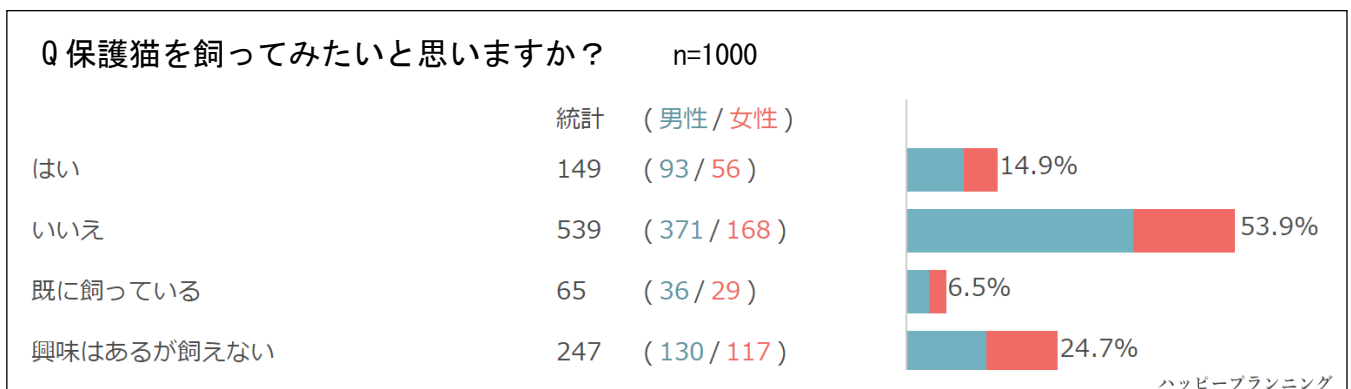 Q保護猫を飼ってみたいと思いますか？ n=1000
統計 (男性/女性)
はい 149 (93/56) 14.9%
いいえ 539 (371/168) 53.9%
既に飼っている 65 (36/29) 6.5%
興味はあるが飼えない 247 (130/117) 24.7%
ハッピープランニング